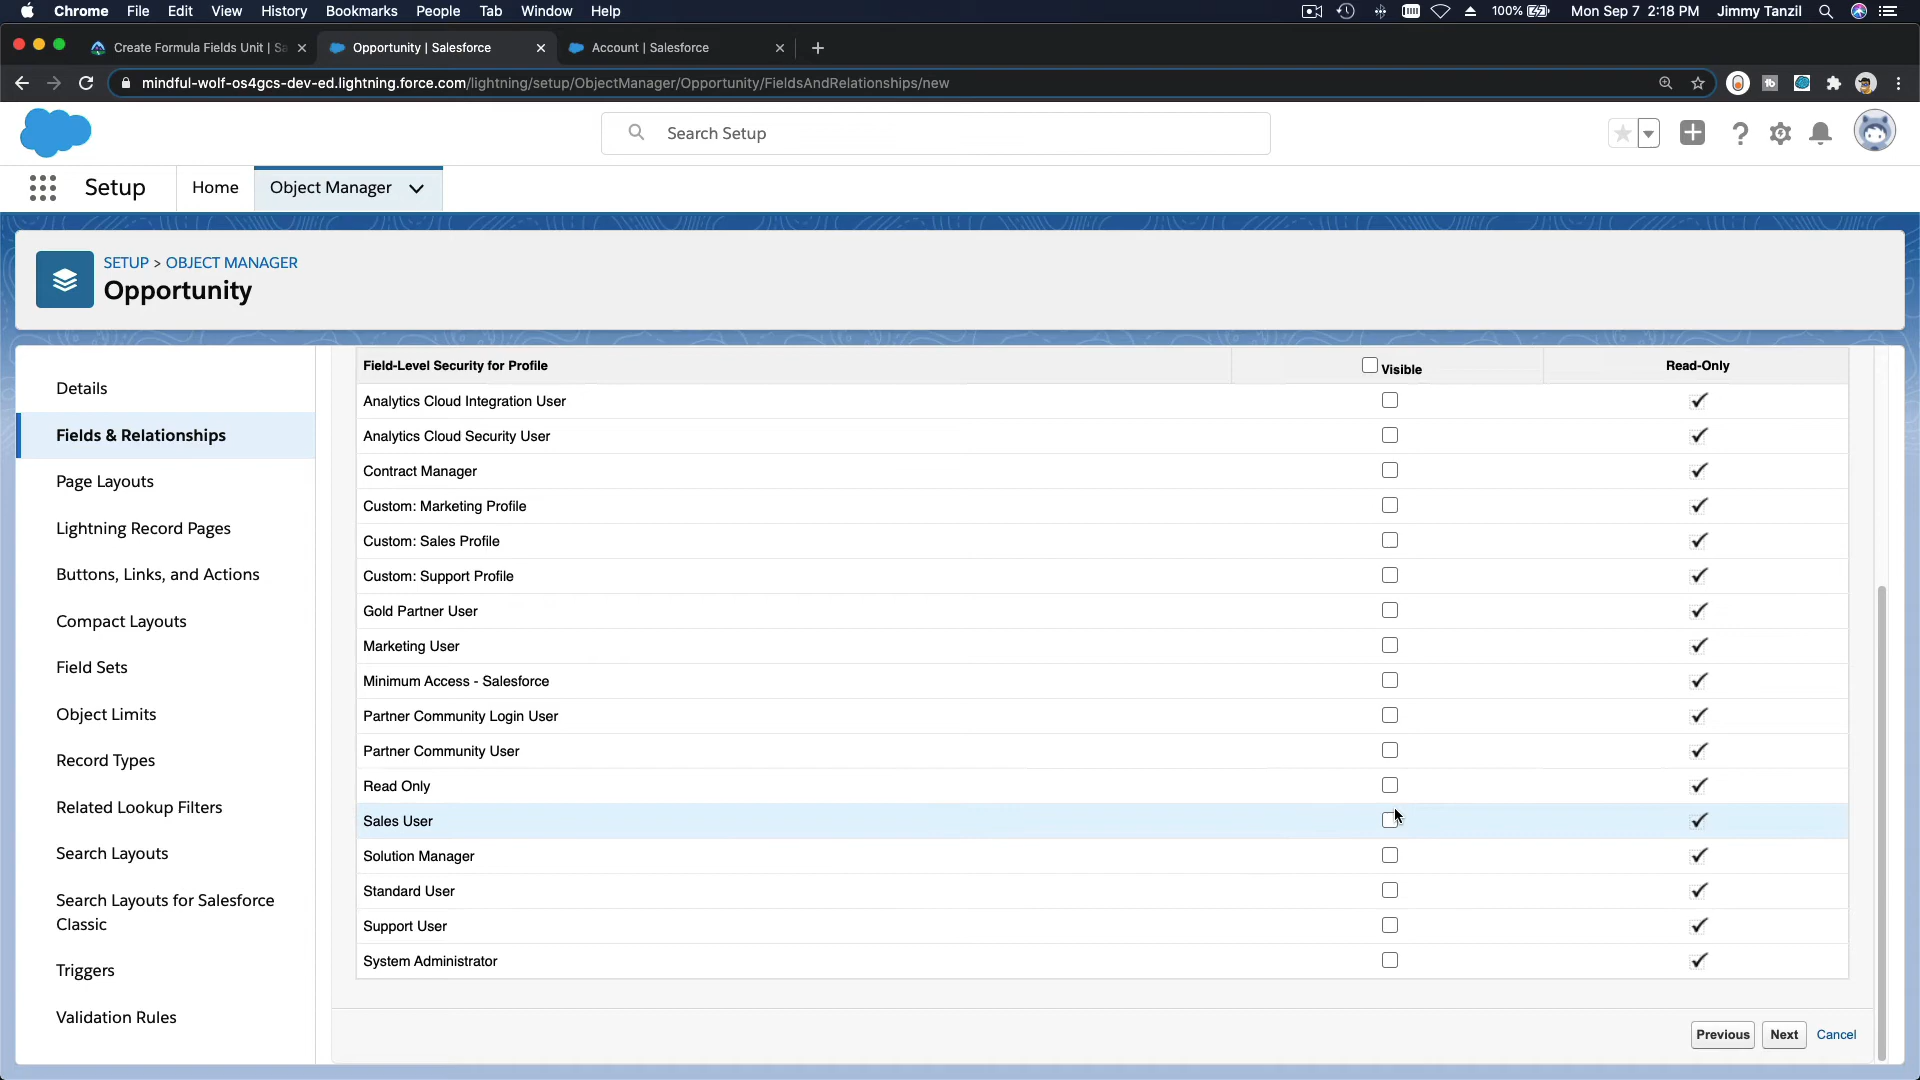 Chrome File Edit View History Bookmarks People Tab Window Help 100% Mon Sep 7 2:18 PM Jimmy Tanzil
Create Formula Fields Unit | Sa Opportunity | Salesforce Account | Salesforce
mindful-wolf-os4gcs-dev-ed.lightning.force.com/lightning/setup/ObjectManager/Opportunity/FieldsAndRelationships/new
Search Setup
Setup Home Object Manager
SETUP > OBJECT MANAGER
Opportunity
Details
Fields & Relationships
Page Layouts
Lightning Record Pages
Buttons, Links, and Actions
Compact Layouts
Field Sets
Object Limits
Record Types
Related Lookup Filters
Search Layouts
Search Layouts for Salesforce
Classic
Triggers
Validation Rules
Field-Level Security for Profile Visible Read-Only
Analytics Cloud Integration User
Analytics Cloud Security User
Contract Manager
Custom: Marketing Profile
Custom: Sales Profile
Custom: Support Profile
Gold Partner User
Marketing User
Minimum Access - Salesforce
Partner Community Login User
Partner Community User
Read Only
Sales User
Solution Manager
Standard User
Support User
System Administrator
Previous Next Cancel